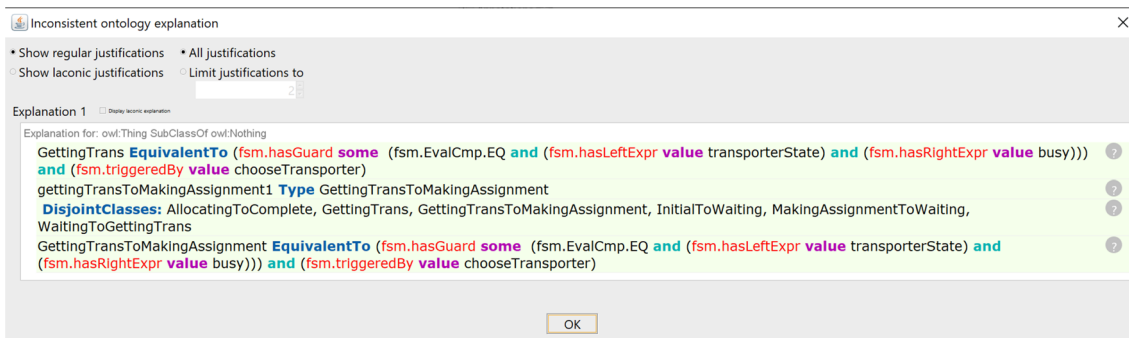 Inconsistent ontology explanation
Show regular justifications All justifications
Show laconic justifications Limit justifications to
2
Explanation 1 Display laconic explanation
Explanation for: owl:Thing SubClassOf owl:Nothing
GettingTrans EquivalentTo (fsm.hasGuard some (fsm.EvalCmp.EQ and (fsm.hasLeftExpr value transporterState) and (fsm.hasRightExpr value busy)))
and (fsm.triggeredBy value chooseTransporter)
gettingTransToMakingAssignment1 Type GettingTransToMakingAssignment
DisjointClasses: AllocatingToComplete, GettingTrans, GettingTransToMakingAssignment, InitialToWaiting, MakingAssignmentToWaiting,
WaitingToGettingTrans
GettingTransToMakingAssignment EquivalentTo (fsm.hasGuard some (fsm.EvalCmp.EQ and (fsm.hasLeftExpr value transporterState) and
(fsm.hasRightExpr value busy))) and (fsm.triggeredBy value chooseTransporter)
OK